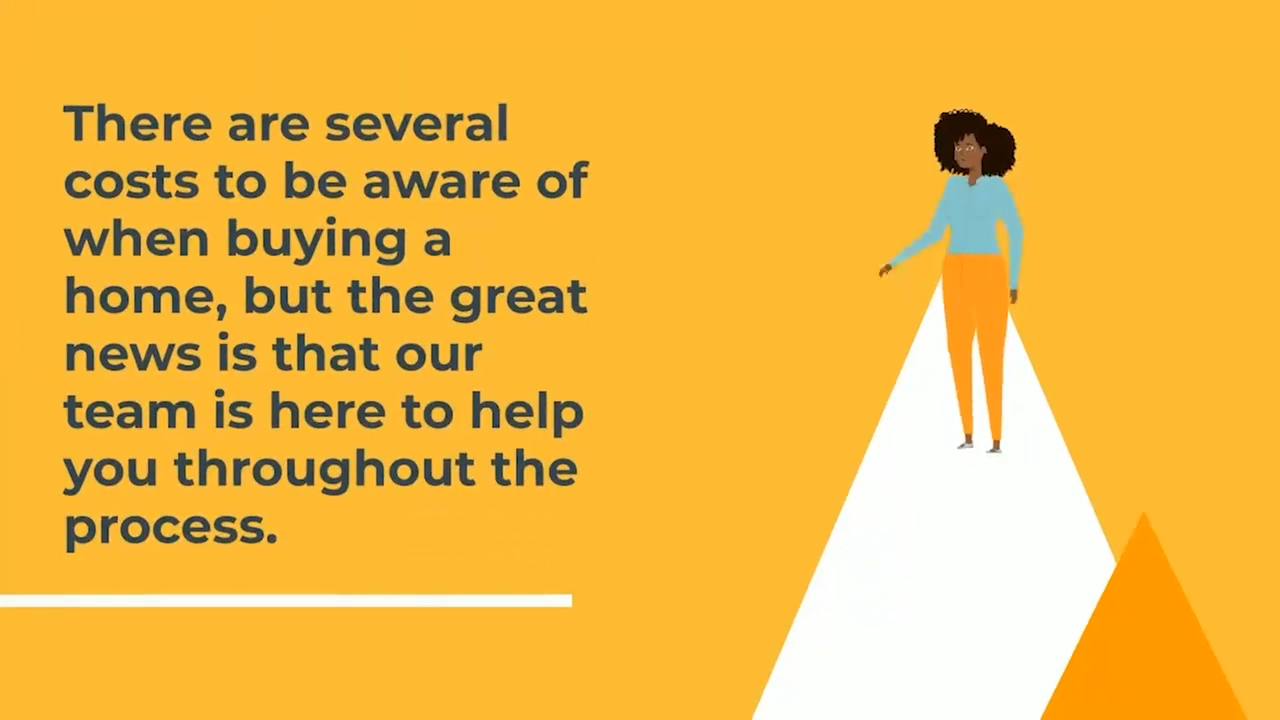 There are several
costs to be aware of
when buying a
home, but the great
news is that our
team is here to help
you throughout the
process.